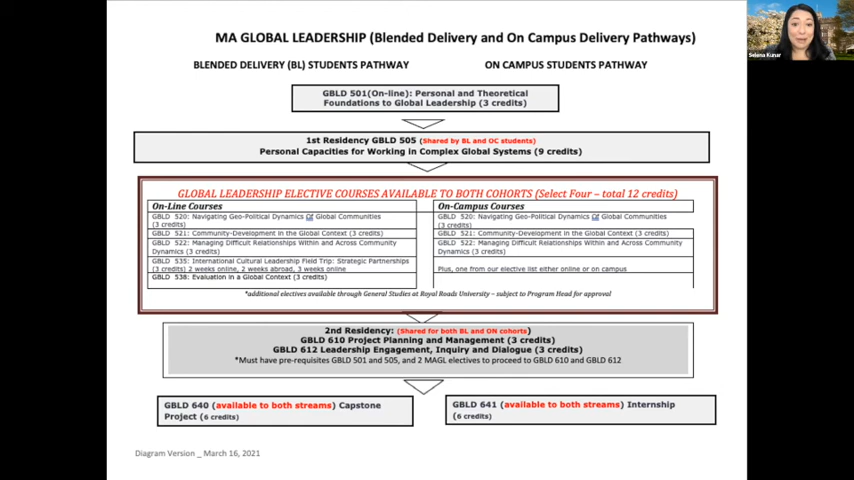 MA GLOBAL LEADERSHIP (Blended Delivery and On Campus Delivery Pathways)
BLENDED DELIVERY (BL) STUDENTS PATHWAY
ON CAMPUS STUDENTS PATHWAY
GBLD 501(On-line): Personal and Theoretical
Foundations to Global Leadership (3 credits)
1st Residency GBLD 505 (Shared by BL and OC students)
Personal Capacities for Working in Complex Global Systems (9 credits)
GLOBAL LEADERSHIP ELECTIVE COURSES AVAILABLE TO BOTH COHORTS (Select Four – total 12 credits)
On-Line Courses
GBLD 520: Navigating Geo-Political Dynamics Of Global Communities
(3 credits)
GBLD 521: Community-Development in the Global Context (3 credits)
GBLD 522: Managing Difficult Relationships Within and Across Community
Dynamics (3 credits)
GBLD 535: International Cultural Leadership Field Trip: Strategic Partnerships
(3 credits) 2 weeks online, 2 weeks abroad, 3 weeks online
GBLD 538: Evaluation in a Global Context (3 credits)
On-Campus Courses
GBLD 520: Navigating Geo-Political Dynamics Of Global Communities
(3 credits)
GBLD 521: Community-Development in the Global Context (3 credits)
GBLD 522: Managing Difficult Relationships Within and Across Community
Dynamics (3 credits)
Plus, one from our elective list either online or on campus
*additional electives available through General Studies at Royal Roads University – subject to Program Head for approval
2nd Residency: (Shared for both BL and ON cohorts)
GBLD 610 Project Planning and Management (3 credits)
GBLD 612 Leadership Engagement, Inquiry and Dialogue (3 credits)
*Must have pre-requisites GBLD 501 and 505, and 2 MAGL electives to proceed to GBLD 610 and GBLD 612
GBLD 640 (available to both streams) Capstone
Project (6 credits)
GBLD 641 (available to both streams) Internship
(6 credits)
Diagram Version _ March 16, 2021
Selena Kunar